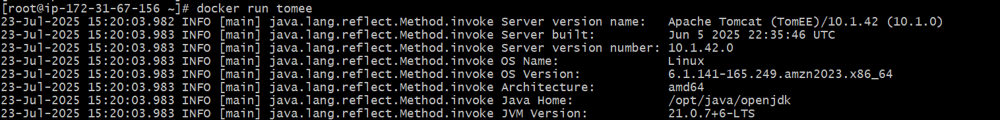 [root@ip-172-31-67-156 ~]# docker run tomee
23-Jul-2025 15:20:03.982 INFO [main] java.lang.reflect.Method.invoke Server version name:   Apache Tomcat (TomEE)/10.1.42 (10.1.0)
23-Jul-2025 15:20:03.983 INFO [main] java.lang.reflect.Method.invoke Server built:          Jun 5 2025 22:35:46 UTC
23-Jul-2025 15:20:03.983 INFO [main] java.lang.reflect.Method.invoke Server version number: 10.1.42.0
23-Jul-2025 15:20:03.983 INFO [main] java.lang.reflect.Method.invoke OS Name:               Linux
23-Jul-2025 15:20:03.983 INFO [main] java.lang.reflect.Method.invoke OS Version:            6.1.141-165.249.amzn2023.x86_64
23-Jul-2025 15:20:03.983 INFO [main] java.lang.reflect.Method.invoke Architecture:          amd64
23-Jul-2025 15:20:03.983 INFO [main] java.lang.reflect.Method.invoke Java Home:             /opt/java/openjdk
23-Jul-2025 15:20:03.983 INFO [main] java.lang.reflect.Method.invoke JVM Version:           21.0.7+6-LTS